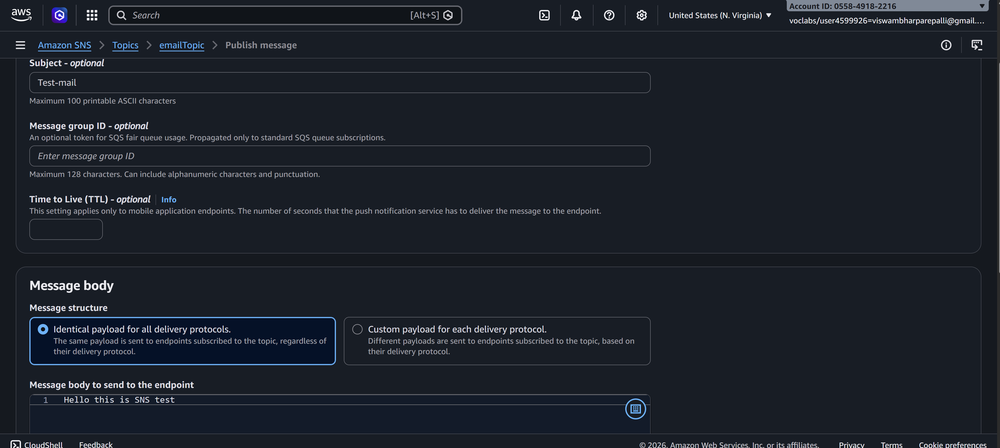 aws
Search
[Alt+S]
United States (N. Virginia)
Account ID: 0558-4918-2216
voclabs/user4599926=viswambharparepalli@gmail....
Amazon SNS
Topics
emailTopic
Publish message
Subject - optional
Test-mail
Maximum 100 printable ASCII characters
Message group ID - optional
An optional token for SQS fair queue usage. Propagated only to standard SQS queue subscriptions.
Enter message group ID
Maximum 128 characters. Can include alphanumeric characters and punctuation.
Time to Live (TTL) - optional
Info
This setting applies only to mobile application endpoints. The number of seconds that the push notification service has to deliver the message to the endpoint.
Message body
Message structure
Identical payload for all delivery protocols.
The same payload is sent to endpoints subscribed to the topic, regardless of
their delivery protocol.
Custom payload for each delivery protocol.
Different payloads are sent to endpoints subscribed to the topic, based on
their delivery protocol.
Message body to send to the endpoint
1 Hello this is SNS test
CloudShell
Feedback
© 2026, Amazon Web Services, Inc. or its affiliates.
Privacy
Terms
Cookie preferences